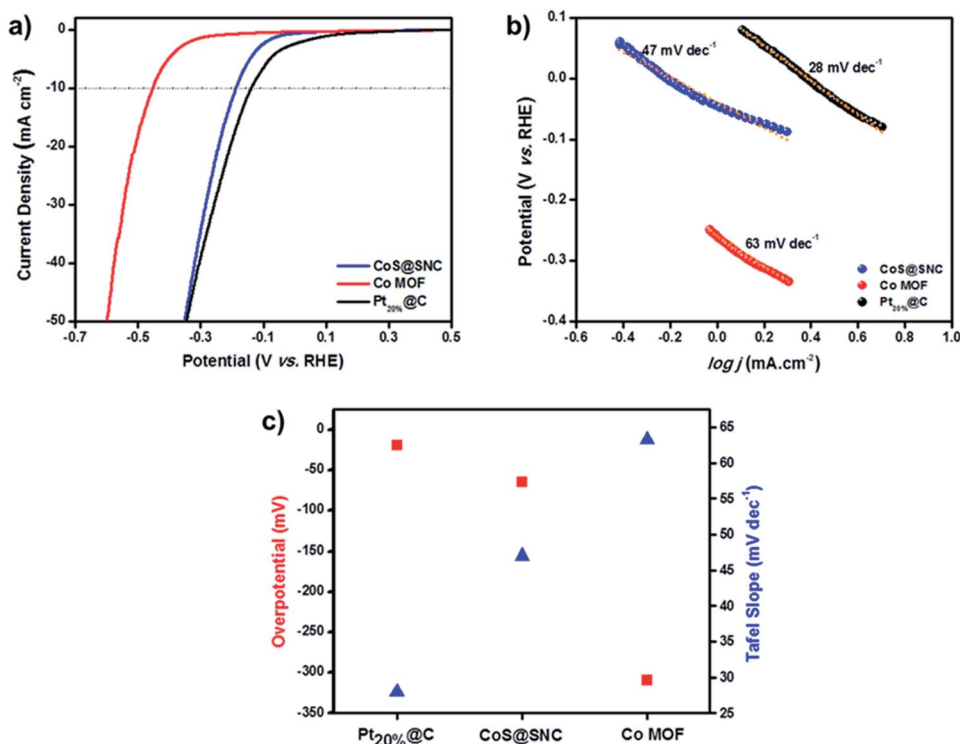 a)
0
-10
-20
-30
-40
-50
Current Density (mA cm⁻²)
CoS@SNC
Co MOF
Pt₂₀%@C
-0.7 -0.5 -0.3 -0.1 0.1 0.3 0.5
Potential (V vs. RHE)
b)
0.1
0.0
-0.1
-0.2
-0.3
-0.4
Potential (V vs. RHE)
47 mV dec⁻¹
28 mV dec⁻¹
63 mV dec⁻¹
CoS@SNC
Co MOF
Pt₂₀%@C
-0.6 -0.4 -0.2 0.0 0.2 0.4 0.6 0.8 1.0
log j (mA.cm⁻²)
c)
0
-50
-100
-150
-200
-250
-300
-350
Overpotential (mV)
65
60
55
50
45
40
35
30
25
Tafel Slope (mV dec⁻¹)
Pt₂₀%@C CoS@SNC Co MOF